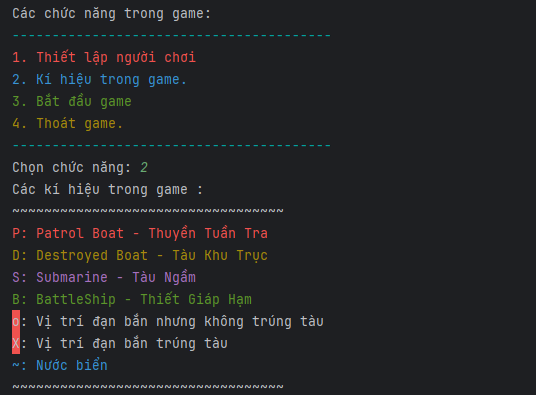 Các chức năng trong game:
----------------------------------------
1. Thiết lập người chơi
2. Kí hiệu trong game.
3. Bắt đầu game
4. Thoát game.
----------------------------------------
Chọn chức năng: 2
Các kí hiệu trong game :
~~~~~~~~~~~~~~~~~~~~~~~~~~~~~~~~~~
P: Patrol Boat - Thuyền Tuần Tra
D: Destroyed Boat - Tàu Khu Trục
S: Submarine - Tàu Ngầm
B: BattleShip - Thiết Giáp Hạm
o: Vị trí đạn bắn nhưng không trúng tàu
X: Vị trí đạn bắn trúng tàu
~: Nước biển
~~~~~~~~~~~~~~~~~~~~~~~~~~~~~~~~~~